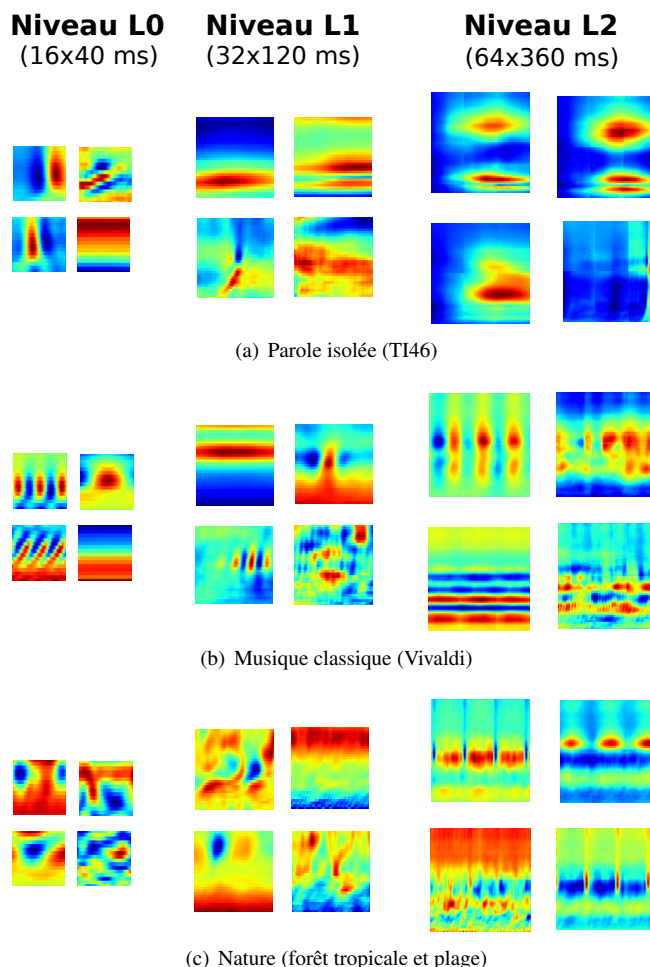 Niveau L0 Niveau L1 Niveau L2
(16x40 ms) (32x120 ms) (64x360 ms)
(a) Parole isolée (TI46)
(b) Musique classique (Vivaldi)
(c) Nature (forêt tropicale et plage)